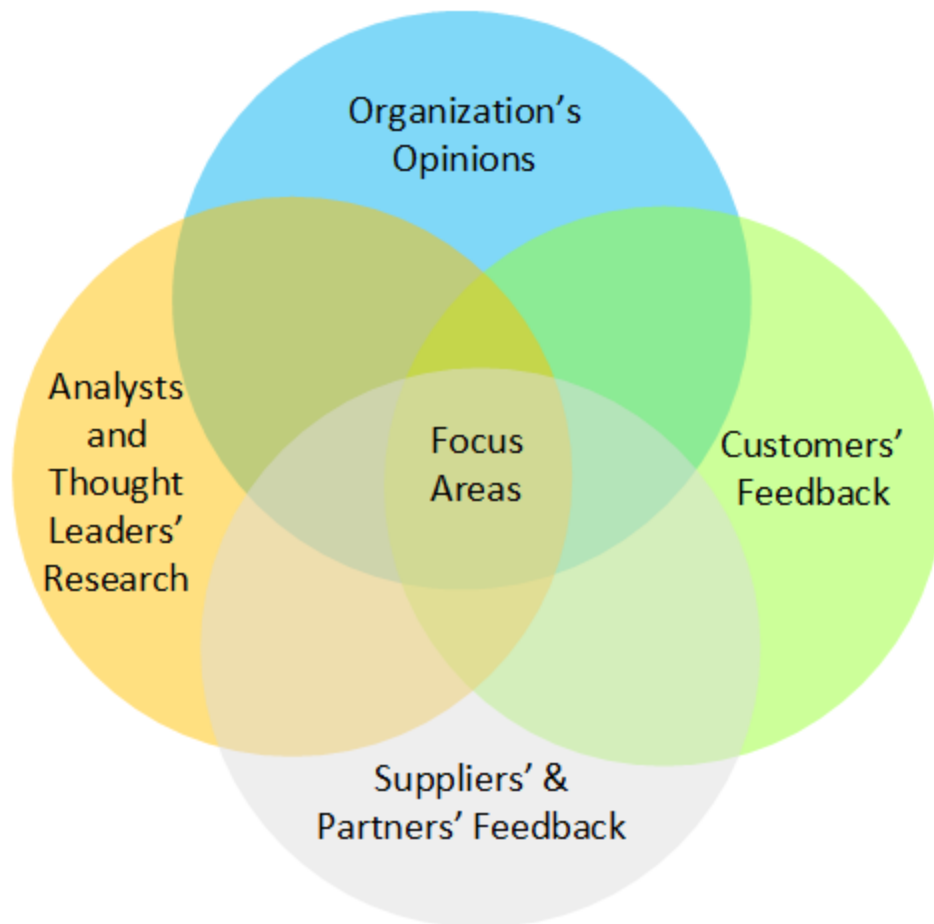 Organization’s
Opinions
Analysts
and
Thought
Leaders’
Research
Focus
Areas
Customers’
Feedback
Suppliers’ &
Partners’ Feedback